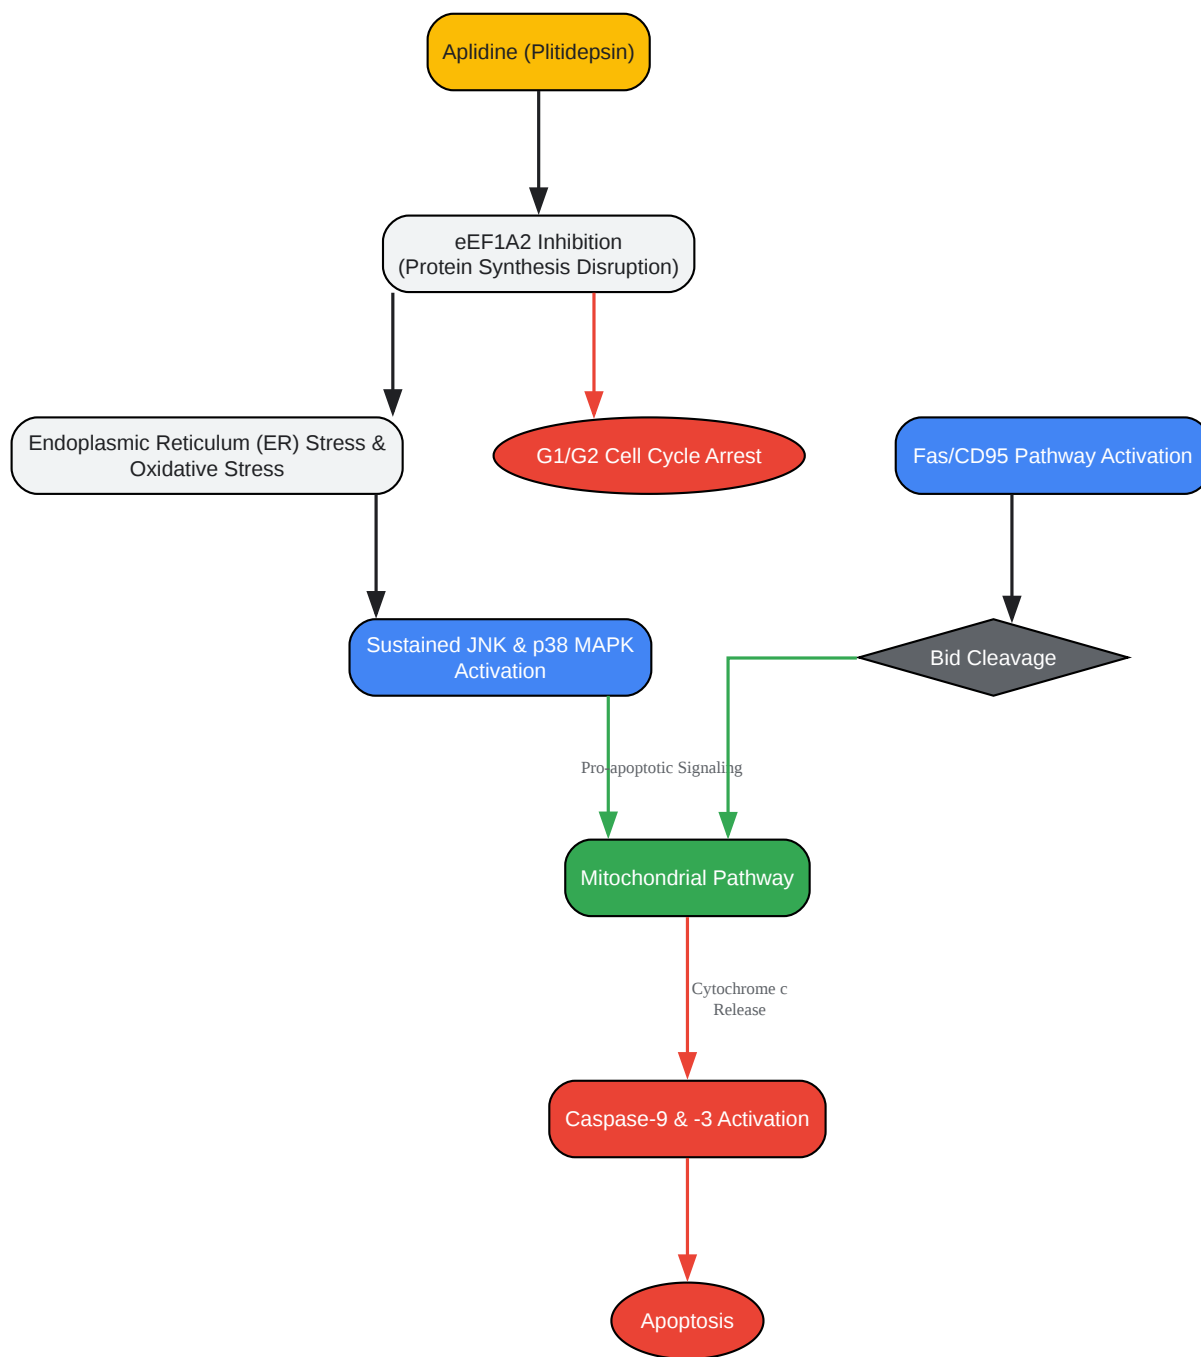 Aplidine (Plitidepsin)
eEF1A2 Inhibition
(Protein Synthesis Disruption)
Endoplasmic Reticulum (ER) Stress &
Oxidative Stress
G1/G2 Cell Cycle Arrest
Fas/CD95 Pathway Activation
Sustained JNK & p38 MAPK
Activation
Bid Cleavage
Pro-apoptotic Signaling
Mitochondrial Pathway
Cytochrome c
Release
Caspase-9 & -3 Activation
Apoptosis